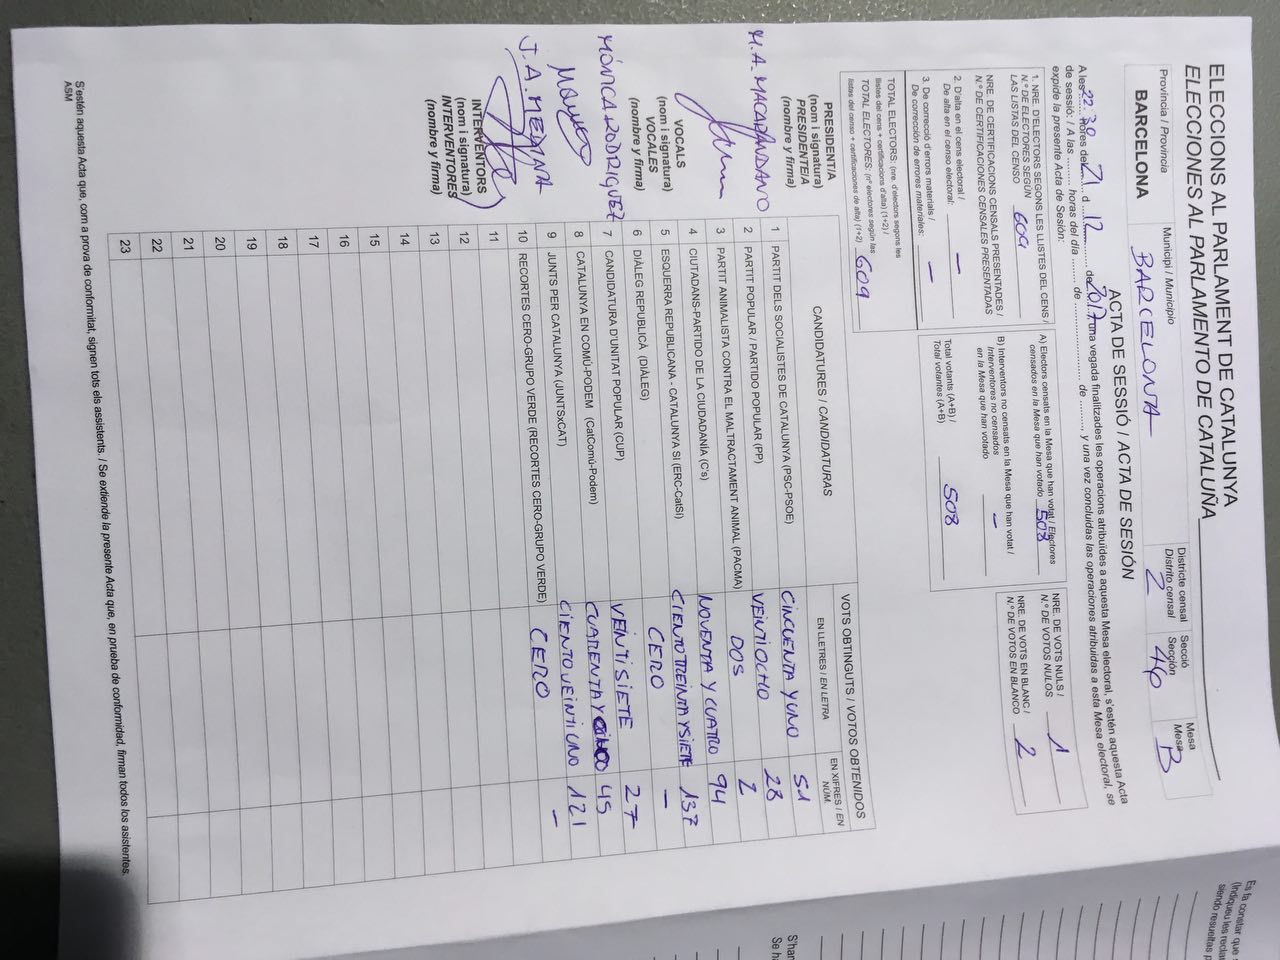 ELECCIONS AL PARLAMENT DE CATALUNYA
ELECCIONES AL PARLAMENTO DE CATALUÑA
Província / Provincia
BARCELONA
Municipi / Municipio
BARCELONA
Districte censal
Distrito censal
2
Secció
Sección
46
Mesa
Mesa
B
ACTA DE SESSIÓ / ACTA DE SESIÓN
A les 22:30 hores del 21 d 12 de 2017 una vegada finalitzades les operacions atribuïdes a aquesta Mesa electoral, s'estén aquesta Acta
de sessió: / A las ........ horas del día ........ de ........ de ........ y una vez concluidas las operaciones atribuidas a esta Mesa electoral, se
expide la presente Acta de Sesión:
1. NRE. D'ELECTORS SEGONS LES LLISTES DEL CENS /
N.º DE ELECTORES SEGÚN
LAS LISTAS DEL CENSO 609
NRE. DE CERTIFICACIONS CENSALS PRESENTADES /
N.º DE CERTIFICACIONES CENSALES PRESENTADAS
2. D'alta en el cens electoral /
De alta en el censo electoral: –
3. De correcció d'errors materials /
De corrección de errores materiales: –
TOTAL ELECTORS: (nre. d'electors segons les
llistes del cens + certificacions d'alta) (1+2) /
TOTAL ELECTORES: (nº electores según las
listas del censo + certificaciones de alta) (1+2) 609
A) Electors censats en la Mesa que han votat / Electores
censados en la Mesa que han votado 508
B) Interventors no censats en la Mesa que han votat /
Interventores no censados
en la Mesa que han votado –
Total votants (A+B) /
Total votantes (A+B) 508
NRE. DE VOTS NULS /
N.º DE VOTOS NULOS 1
NRE. DE VOTS EN BLANC /
N.º DE VOTOS EN BLANCO 2
PRESIDENT/A
(nom i signatura)
PRESIDENTE/A
(nombre y firma)
VOCALS
(nom i signatura)
VOCALES
(nombre y firma)
MÓNICA RODRIGUEZ
INTERVENTORS
(nom i signatura)
INTERVENTORES
(nombre y firma)
CANDIDATURES / CANDIDATURAS
VOTS OBTINGUTS / VOTOS OBTENIDOS
EN LLETRES / EN LETRA
EN XIFRES / EN NÚM.
1 PARTIT DELS SOCIALISTES DE CATALUNYA (PSC-PSOE) CINCUENTA Y UNO 51
2 PARTIT POPULAR / PARTIDO POPULAR (PP) VEINTIOCHO 28
3 PARTIT ANIMALISTA CONTRA EL MALTRACTAMENT ANIMAL (PACMA) DOS 2
4 CIUTADANS-PARTIDO DE LA CIUDADANÍA (C's) NOVENTA Y CUATRO 94
5 ESQUERRA REPUBLICANA - CATALUNYA SÍ (ERC-CatSí) CIENTO TREINTA Y SIETE 137
6 DIÀLEG REPUBLICÀ (DIÀLEG) CERO –
7 CANDIDATURA D'UNITAT POPULAR (CUP) VEINTISIETE 27
8 CATALUNYA EN COMÚ-PODEM (CatComú-Podem) CUARENTA Y CINCO 45
9 JUNTS PER CATALUNYA (JUNTSxCAT) CIENTO VEINTIUNO 121
10 RECORTES CERO-GRUPO VERDE (RECORTES CERO-GRUPO VERDE) CERO –
11
12
13
14
15
16
17
18
19
20
21
22
23
S'estén aquesta Acta que, com a prova de conformitat, signen tots els assistents. / Se extiende la presente Acta que, en prueba de conformidad, firman todos los asistentes.
ASM
Es fa constar que
(Indiqueu les recla
siendo resueltas p
S'han
Se ha